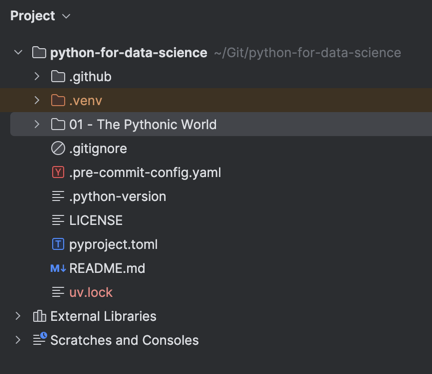 Project
python-for-data-science ~/Git/python-for-data-science
.github
.venv
01 - The Pythonic World
.gitignore
Y .pre-commit-config.yaml
.python-version
LICENSE
T pyproject.toml
M↓ README.md
uv.lock
External Libraries
Scratches and Consoles